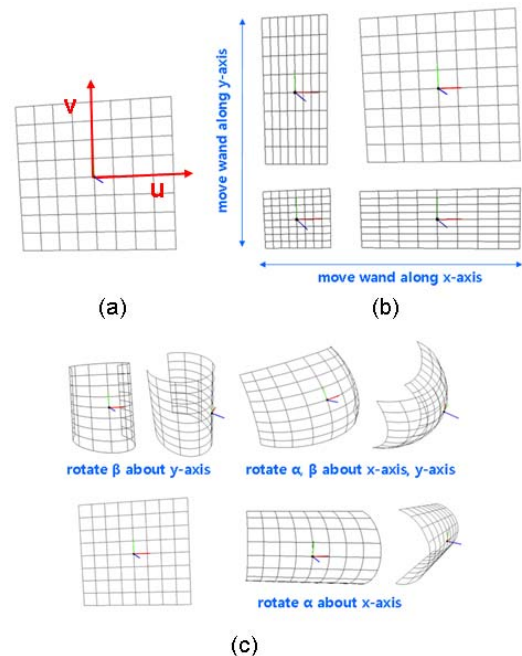 v
u
(a)
move wand along y-axis
move wand along x-axis
(b)
rotate β about y-axis
rotate α, β about x-axis, y-axis
rotate α about x-axis
(c)